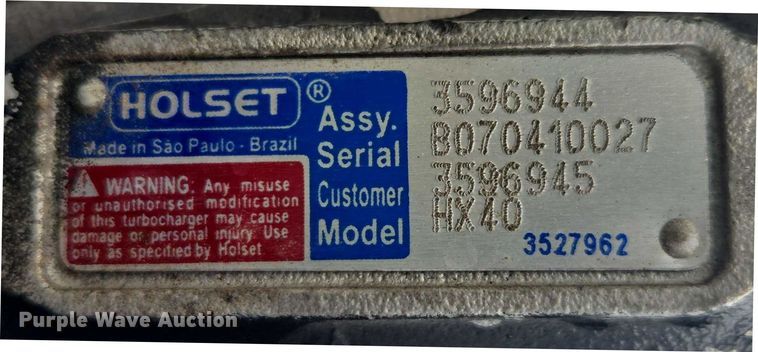 HOLSET ®
Made in São Paulo - Brazil
WARNING: Any misuse
or unauthorised modification
of this turbocharger may cause
damage or personal injury. Use
only as specified by Holset.
Assy. 3596944
Serial B070410027
Customer 3596945
Model HX40
3527962
Purple Wave Auction